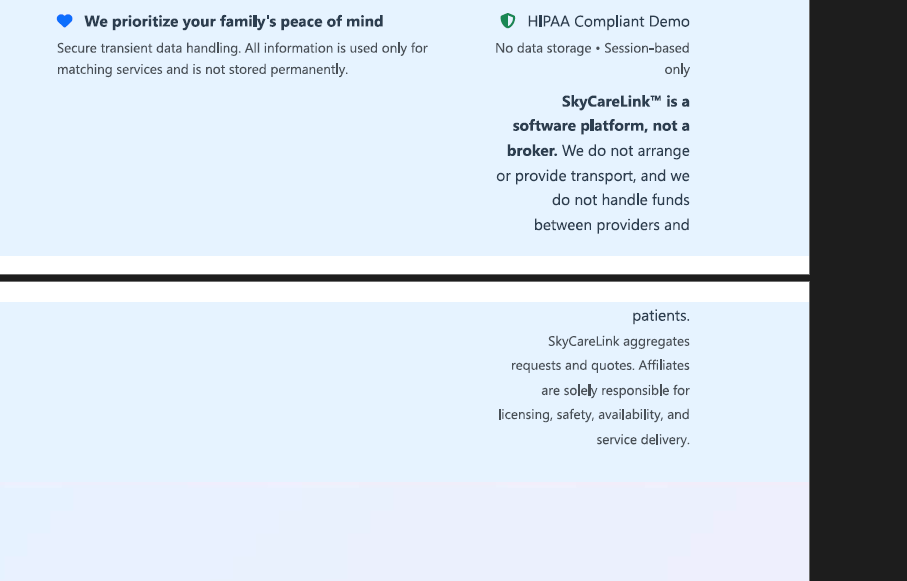 We prioritize your family's peace of mind
Secure transient data handling. All information is used only for
matching services and is not stored permanently.
HIPAA Compliant Demo
No data storage • Session-based
only
SkyCareLink™ is a
software platform, not a
broker. We do not arrange
or provide transport, and we
do not handle funds
between providers and
patients.
SkyCareLink aggregates
requests and quotes. Affiliates
are solely responsible for
licensing, safety, availability, and
service delivery.